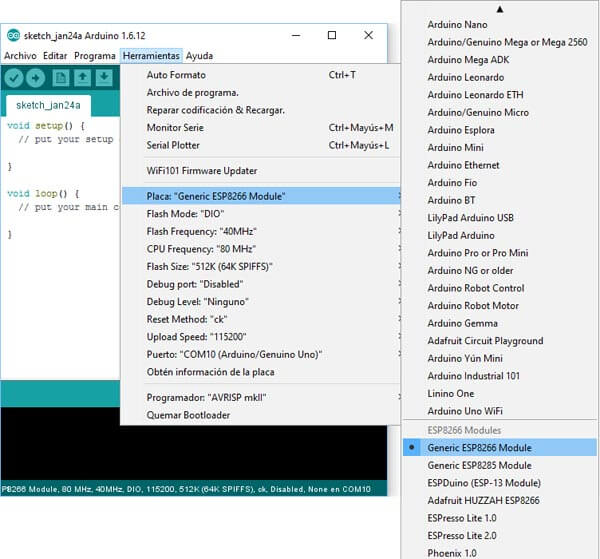 sketch_jan24a Arduino 1.6.12
Archivo Editar Programa Herramientas Ayuda
sketch_jan24a
void setup() {
// put your setup
}
void loop() {
// put your main c
}
Auto Formato Ctrl+T
Archivo de programa.
Reparar codificación & Recargar.
Monitor Serie Ctrl+Mayús+M
Serial Plotter Ctrl+Mayús+L
WiFi101 Firmware Updater
Placa: "Generic ESP8266 Module"
Flash Mode: "DIO"
Flash Frequency: "40MHz"
CPU Frequency: "80 MHz"
Flash Size: "512K (64K SPIFFS)"
Debug port: "Disabled"
Debug Level: "Ninguno"
Reset Method: "ck"
Upload Speed: "115200"
Puerto: "COM10 (Arduino/Genuino Uno)"
Obtén información de la placa
Programador: "AVRISP mkII"
Quemar Bootloader
P8266 Module, 80 MHz, 40MHz, DIO, 115200, 512K (64K SPIFFS), ck, Disabled, None en COM10
Arduino Nano
Arduino/Genuino Mega or Mega 2560
Arduino Mega ADK
Arduino Leonardo
Arduino Leonardo ETH
Arduino/Genuino Micro
Arduino Esplora
Arduino Mini
Arduino Ethernet
Arduino Fio
Arduino BT
LilyPad Arduino USB
LilyPad Arduino
Arduino Pro or Pro Mini
Arduino NG or older
Arduino Robot Control
Arduino Robot Motor
Arduino Gemma
Adafruit Circuit Playground
Arduino Yún Mini
Arduino Industrial 101
Linino One
Arduino Uno WiFi
ESP8266 Modules
Generic ESP8266 Module
Generic ESP8285 Module
ESPDuino (ESP-13 Module)
Adafruit HUZZAH ESP8266
ESPresso Lite 1.0
ESPresso Lite 2.0
Phoenix 1.0